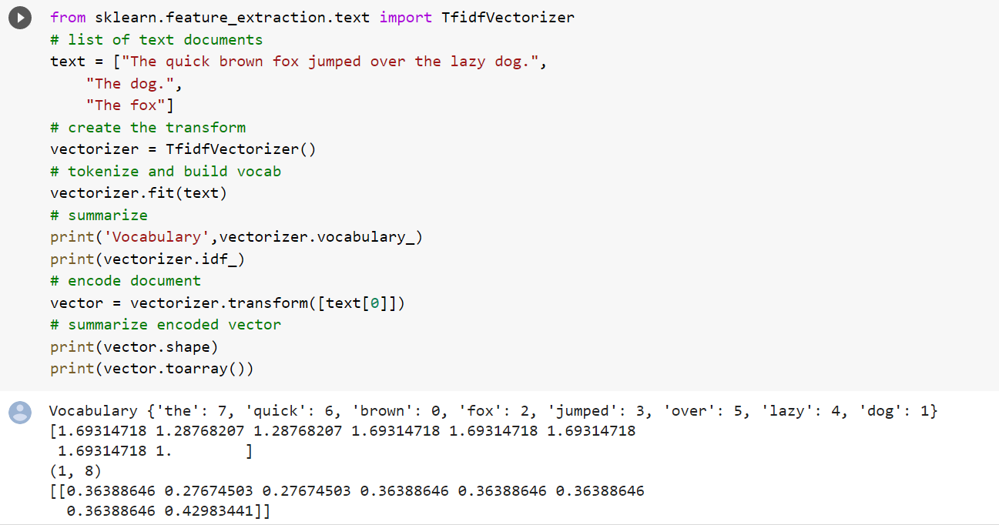 from sklearn.feature_extraction.text import TfidfVectorizer
# list of text documents
text = ["The quick brown fox jumped over the lazy dog.",
    "The dog.",
    "The fox"]
# create the transform
vectorizer = TfidfVectorizer()
# tokenize and build vocab
vectorizer.fit(text)
# summarize
print('Vocabulary',vectorizer.vocabulary_)
print(vectorizer.idf_)
# encode document
vector = vectorizer.transform([text[0]])
# summarize encoded vector
print(vector.shape)
print(vector.toarray())
Vocabulary {'the': 7, 'quick': 6, 'brown': 0, 'fox': 2, 'jumped': 3, 'over': 5, 'lazy': 4, 'dog': 1}
[1.69314718 1.28768207 1.28768207 1.69314718 1.69314718 1.69314718
 1.69314718 1.        ]
(1, 8)
[[0.36388646 0.27674503 0.27674503 0.36388646 0.36388646 0.36388646
  0.36388646 0.42983441]]